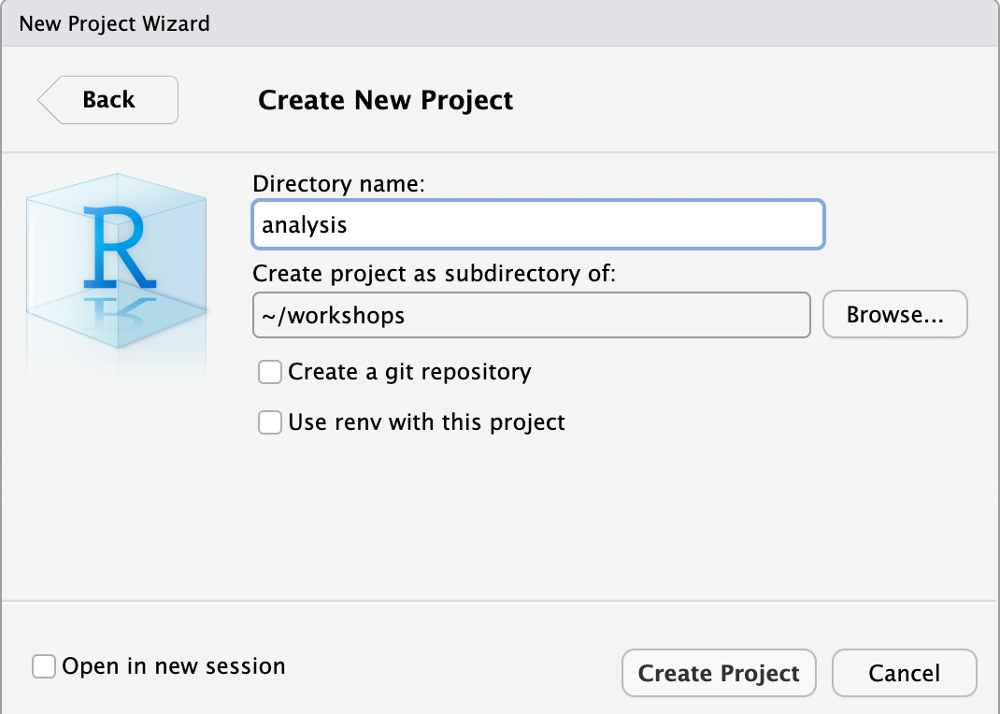 New Project Wizard
Back
Create New Project
R
Directory name:
analysis
Create project as subdirectory of:
~/workshops
Browse...
Create a git repository
Use renv with this project
Open in new session
Create Project
Cancel